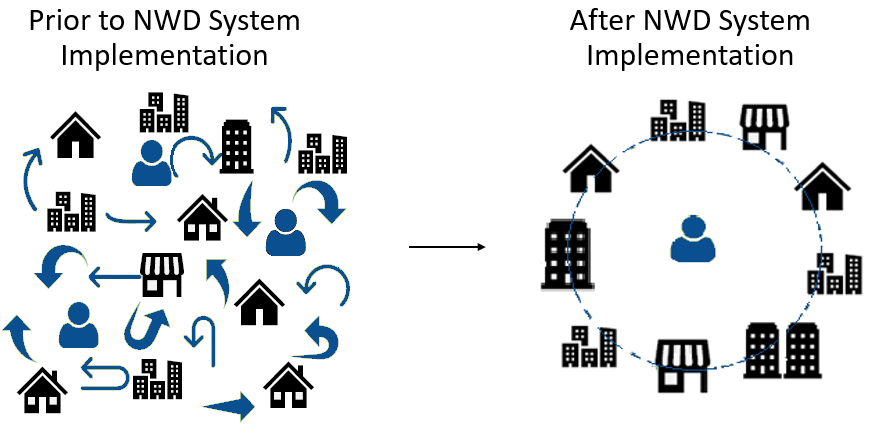 Prior to NWD System
Implementation
After NWD System
Implementation